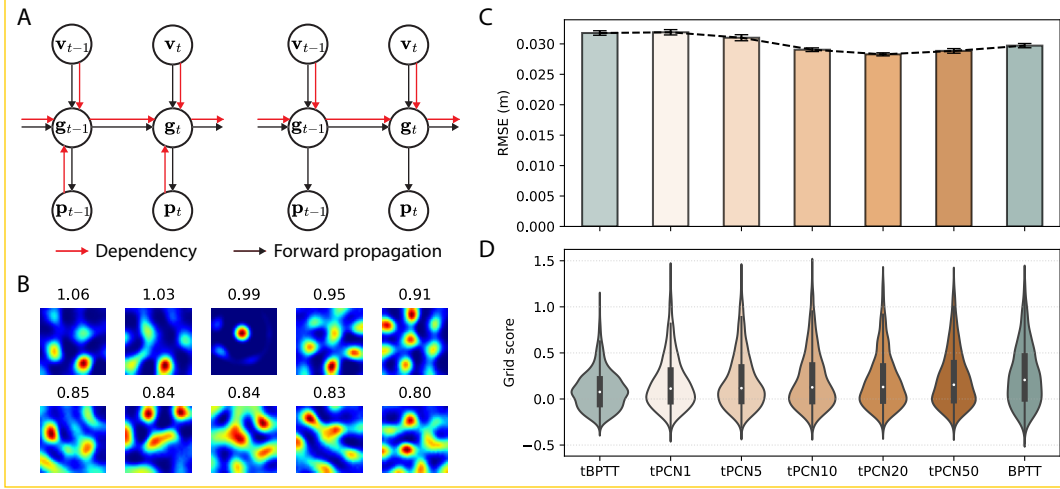 A
v_{t−1} v_t v_{t−1} v_t
g_{t−1} g_t g_{t−1} g_t
p_{t−1} p_t p_{t−1} p_t
Dependency Forward propagation
B
1.06 1.03 0.99 0.95 0.91
0.85 0.84 0.84 0.83 0.80
C
RMSE (m)
0.030
0.025
0.020
0.015
0.010
0.005
0.000
D
Grid score
1.5
1.0
0.5
0.0
−0.5
tBPTT tPCN1 tPCN5 tPCN10 tPCN20 tPCN50 BPTT